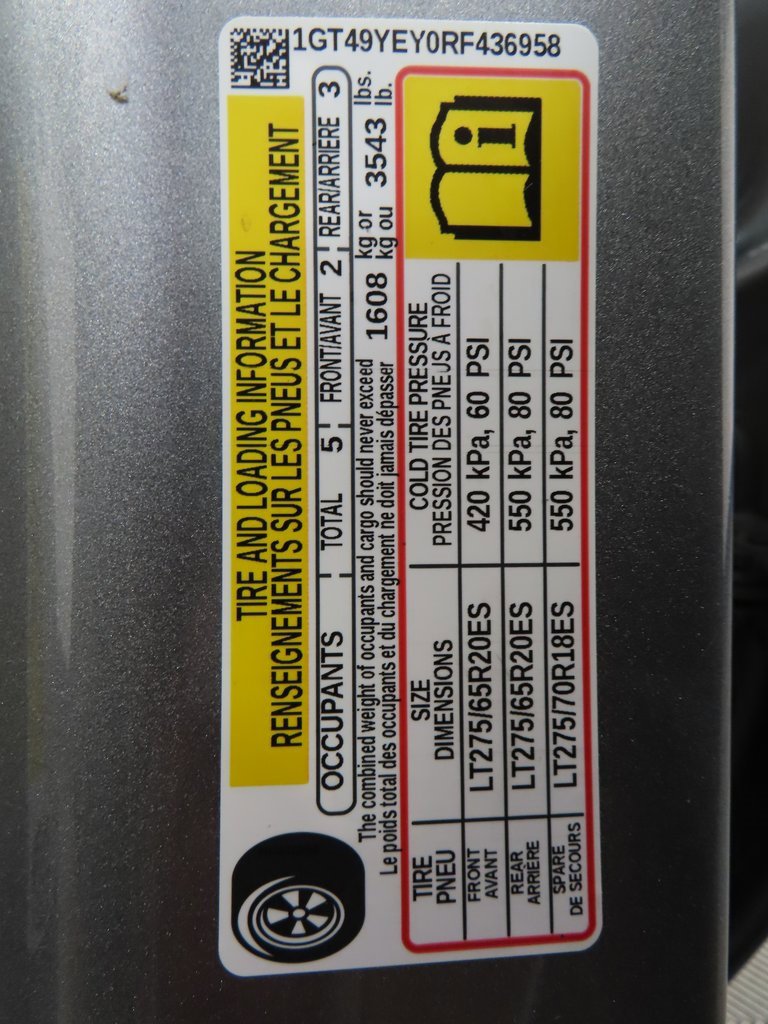 1GT49YEY0RF436958
TIRE AND LOADING INFORMATION
RENSEIGNEMENTS SUR LES PNEUS ET LE CHARGEMENT
OCCUPANTS TOTAL 5 FRONT/AVANT 2 REAR/ARRIÈRE 3
The combined weight of occupants and cargo should never exceed 1608 kg or 3543 lbs.
Le poids total des occupants et du chargement ne doit jamais dépasser kg ou lb.
TIRE SIZE COLD TIRE PRESSURE
PNEU DIMENSIONS PRESSION DES PNEUS À FROID
FRONT
AVANT LT275/65R20ES 420 kPa, 60 PSI
REAR
ARRIÈRE LT275/65R20ES 550 kPa, 80 PSI
SPARE
DE SECOURS LT275/70R18ES 550 kPa, 80 PSI